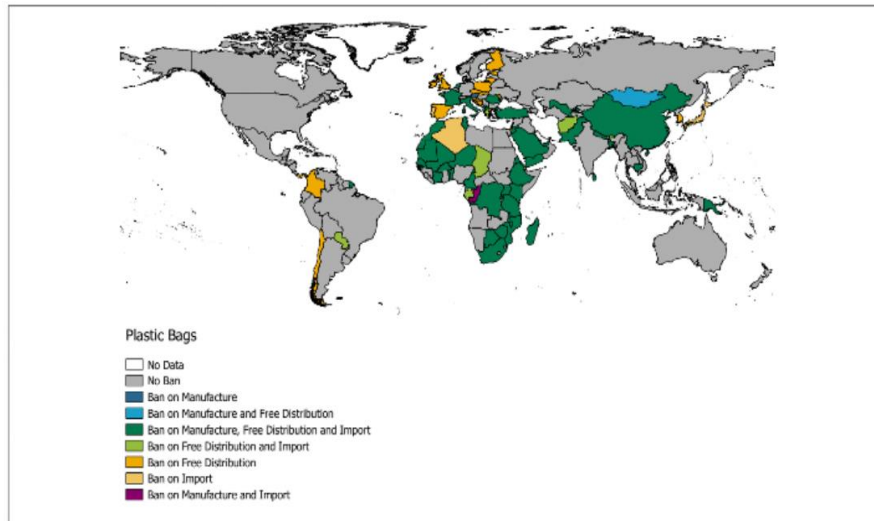 Plastic Bags
No Data
No Ban
Ban on Manufacture
Ban on Manufacture and Free Distribution
Ban on Manufacture, Free Distribution and Import
Ban on Free Distribution and Import
Ban on Free Distribution
Ban on Import
Ban on Manufacture and Import